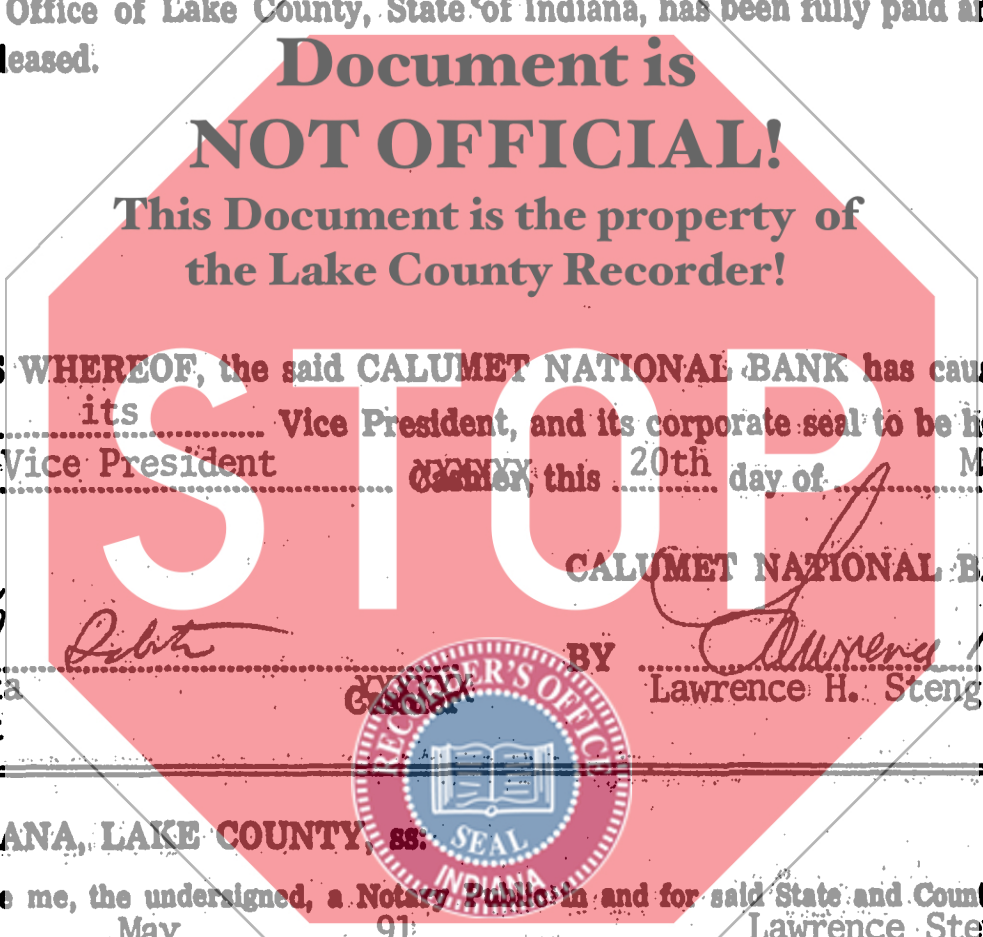 Office of Lake County, State of Indiana, has been fully paid
leased.
Document is
NOT OFFICIAL!
This Document is the property of
the Lake County Recorder!
STOP
WHEREOF, the said CALUMET NATIONAL BANK has cau
its Vice President, and its corporate seal to be h
Vice President Cashier, this 20th day of M
CALUMET NATIONAL B
BY Lawrence
Cashier Lawrence H. Steng
RECORDER'S OFFICE
SEAL
INDIANA
ANA, LAKE COUNTY, ss:
e me, the undersigned, a Notary Public in and for said State and Coun
May 91 Lawrence Ste